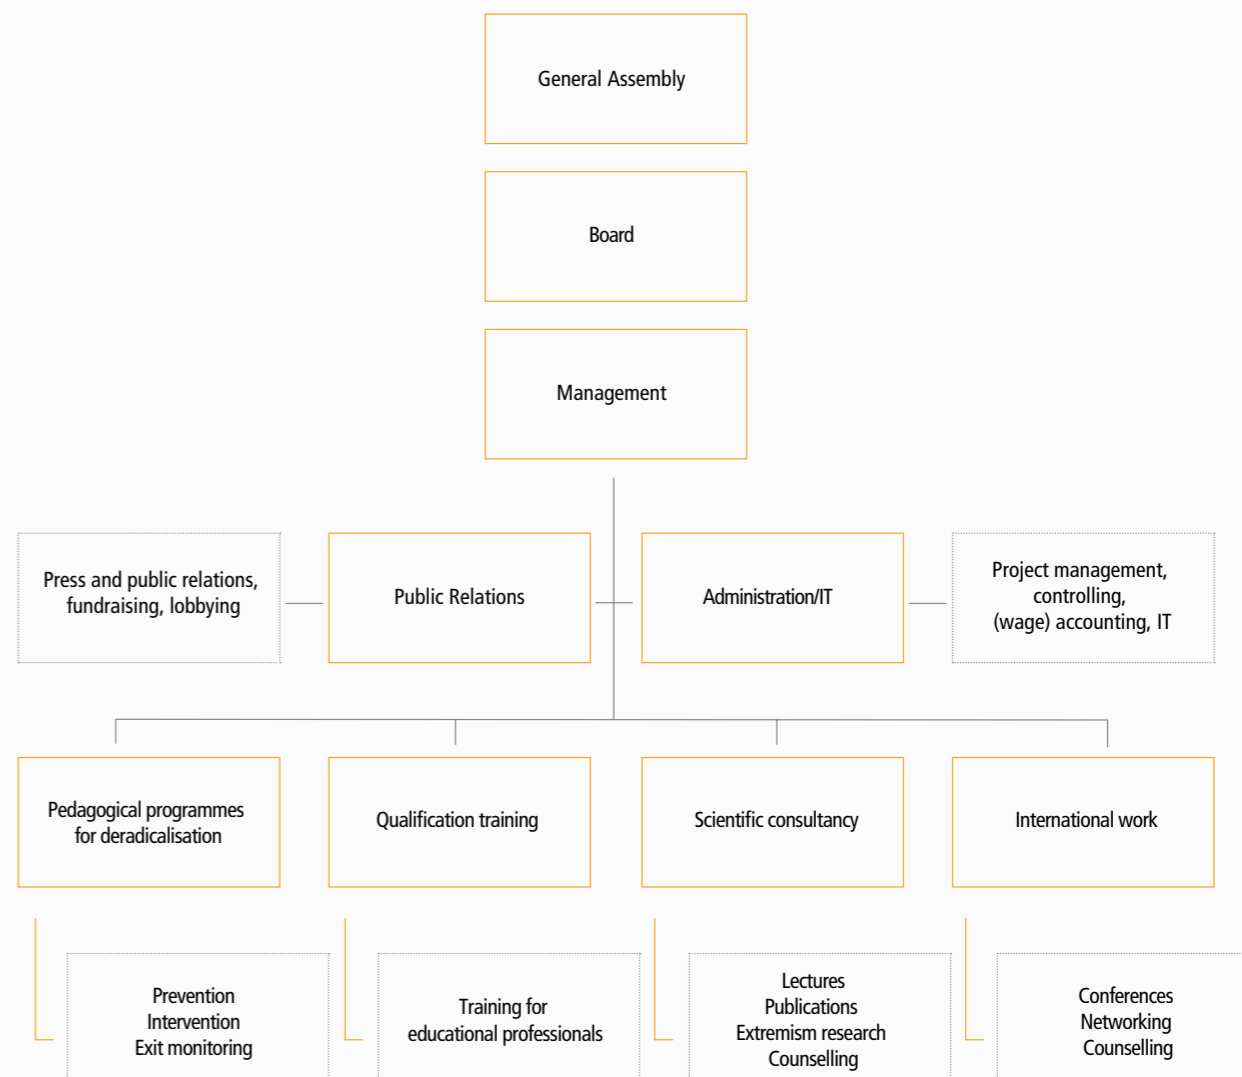 General Assembly
Board
Management
Press and public relations,
fundraising, lobbying
Public Relations
Administration/IT
Project management,
controlling,
(wage) accounting, IT
Pedagogical programmes
for deradicalisation
Qualification training
Scientific consultancy
International work
Prevention
Intervention
Exit monitoring
Training for
educational professionals
Lectures
Publications
Extremism research
Counselling
Conferences
Networking
Counselling